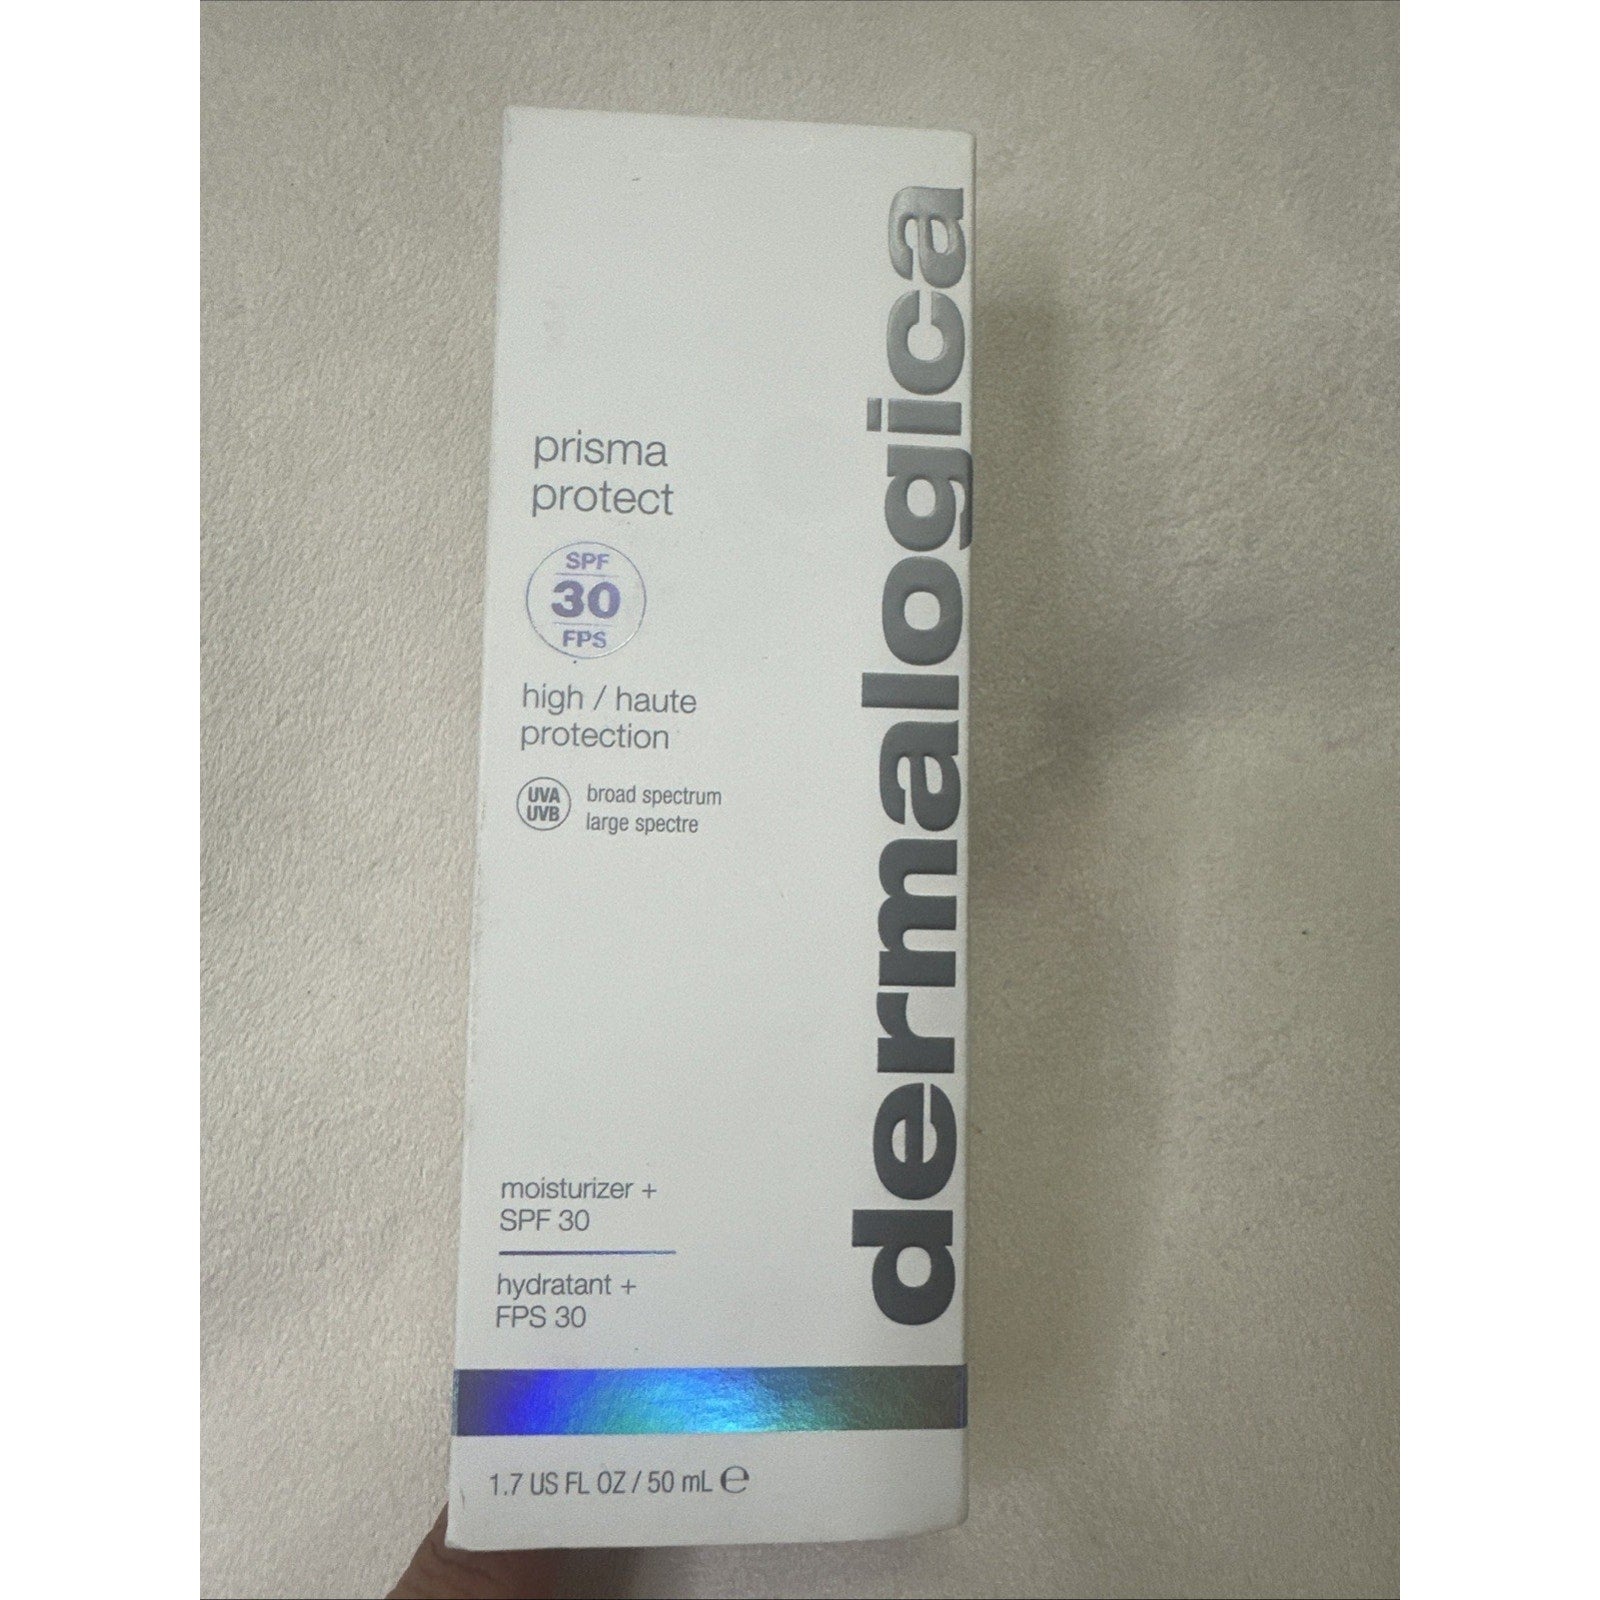 dermalogica
prisma
protect
SPF
30
FPS
high / haute
protection
UVA
UVB
broad spectrum
large spectre
moisturizer +
SPF 30
hydratant +
FPS 30
1.7 US FL OZ / 50 mL ℮